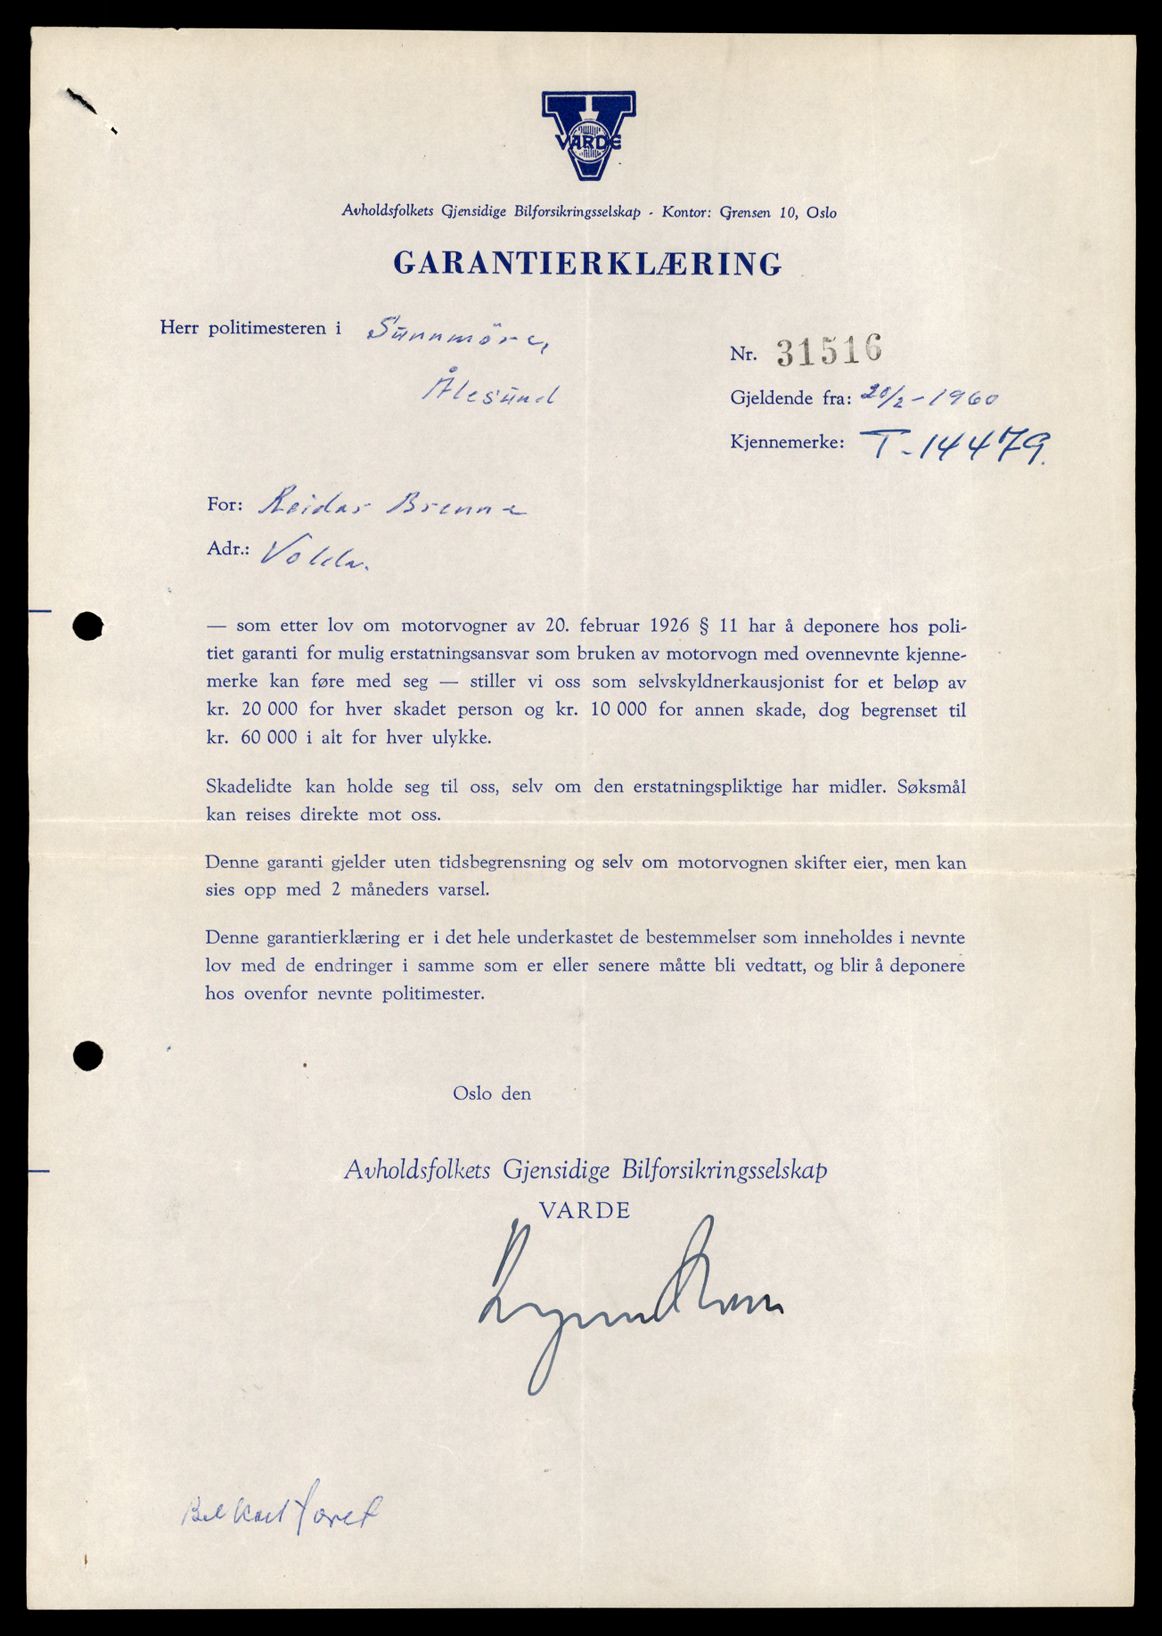 VARDE
Avholdsfolkets Gjensidige Bilforsikringsselskap - Kontor: Grensen 10, Oslo
GARANTIERKLÆRING
Herr politimesteren i Sunnmöre,
Ålesund
Nr. 31516
Gjeldende fra: 20/2-1960
Kjennemerke: T-14479.
For: Reidar Brenne
Adr.: Volda.
— som etter lov om motorvogner av 20. februar 1926 § 11 har å deponere hos poli-
tiet garanti for mulig erstatningsansvar som bruken av motorvogn med ovennevnte kjenne-
merke kan føre med seg — stiller vi oss som selvskyldnerkausjonist for et beløp av
kr. 20 000 for hver skadet person og kr. 10 000 for annen skade, dog begrenset til
kr. 60 000 i alt for hver ulykke.
Skadelidte kan holde seg til oss, selv om den erstatningspliktige har midler. Søksmål
kan reises direkte mot oss.
Denne garanti gjelder uten tidsbegrensning og selv om motorvognen skifter eier, men kan
sies opp med 2 måneders varsel.
Denne garantierklæring er i det hele underkastet de bestemmelser som inneholdes i nevnte
lov med de endringer i samme som er eller senere måtte bli vedtatt, og blir å deponere
hos ovenfor nevnte politimester.
Oslo den
Avholdsfolkets Gjensidige Bilforsikringsselskap
VARDE